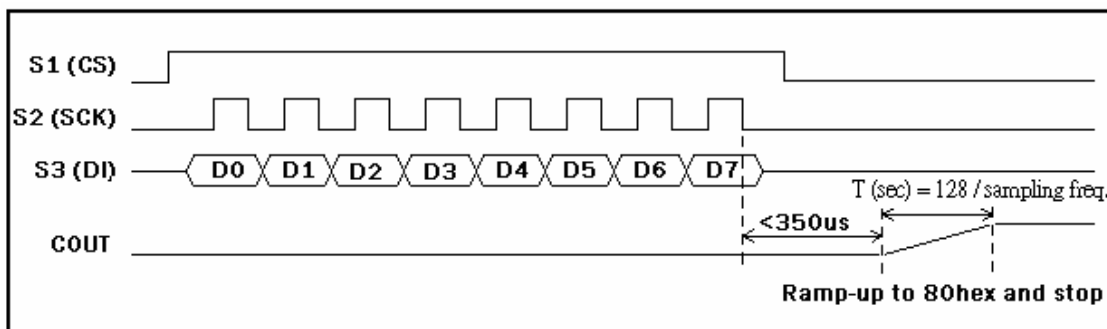 S1 (CS)
S2 (SCK)
S3 (DI)
D0 D1 D2 D3 D4 D5 D6 D7
T (sec) = 128 / sampling freq.
<350us
COUT
Ramp-up to 80hex and stop